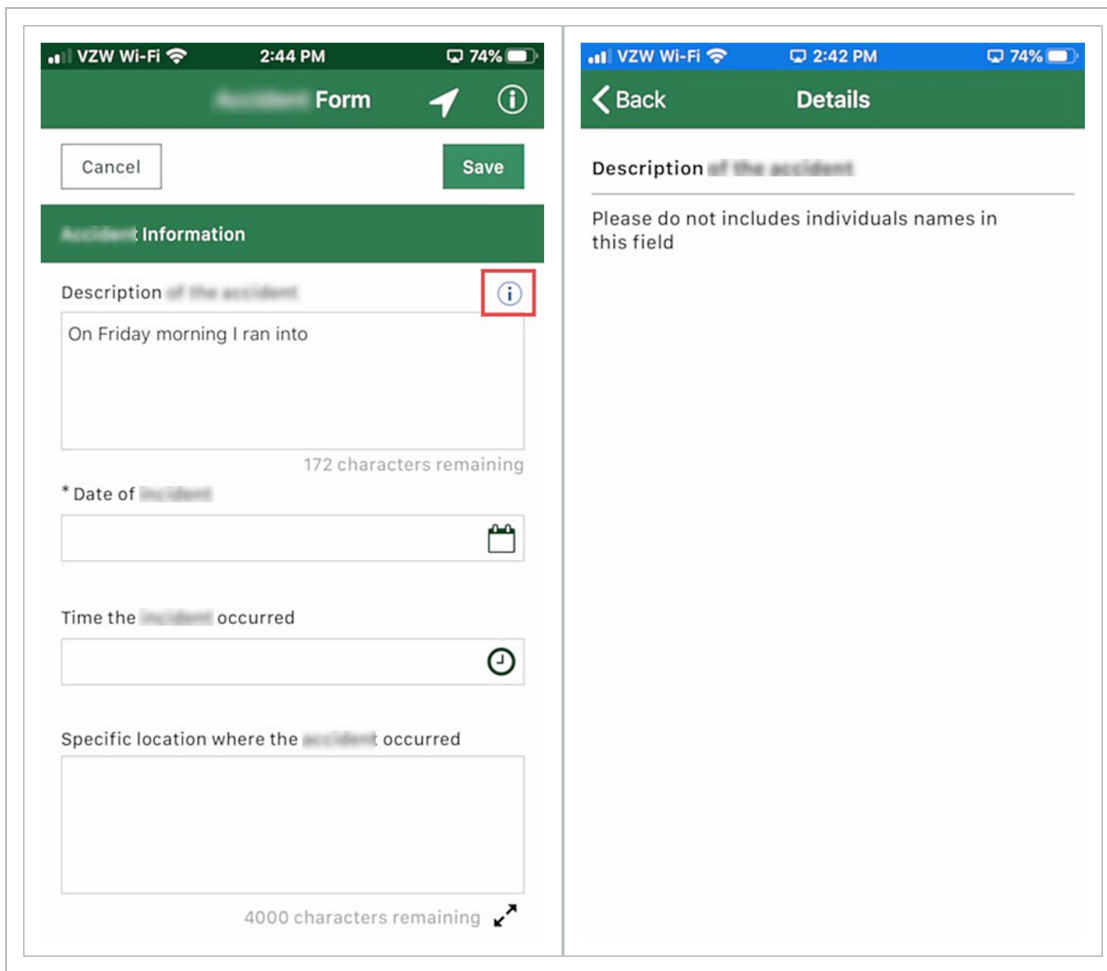 VZW Wi-Fi 2:44 PM 74%
Form
Cancel
Save
Information
Description
On Friday morning I ran into
172 characters remaining
* Date of
Time the occurred
Specific location where the occurred
4000 characters remaining
VZW Wi-Fi 2:42 PM 74%
Back Details
Description
Please do not includes individuals names in
this field